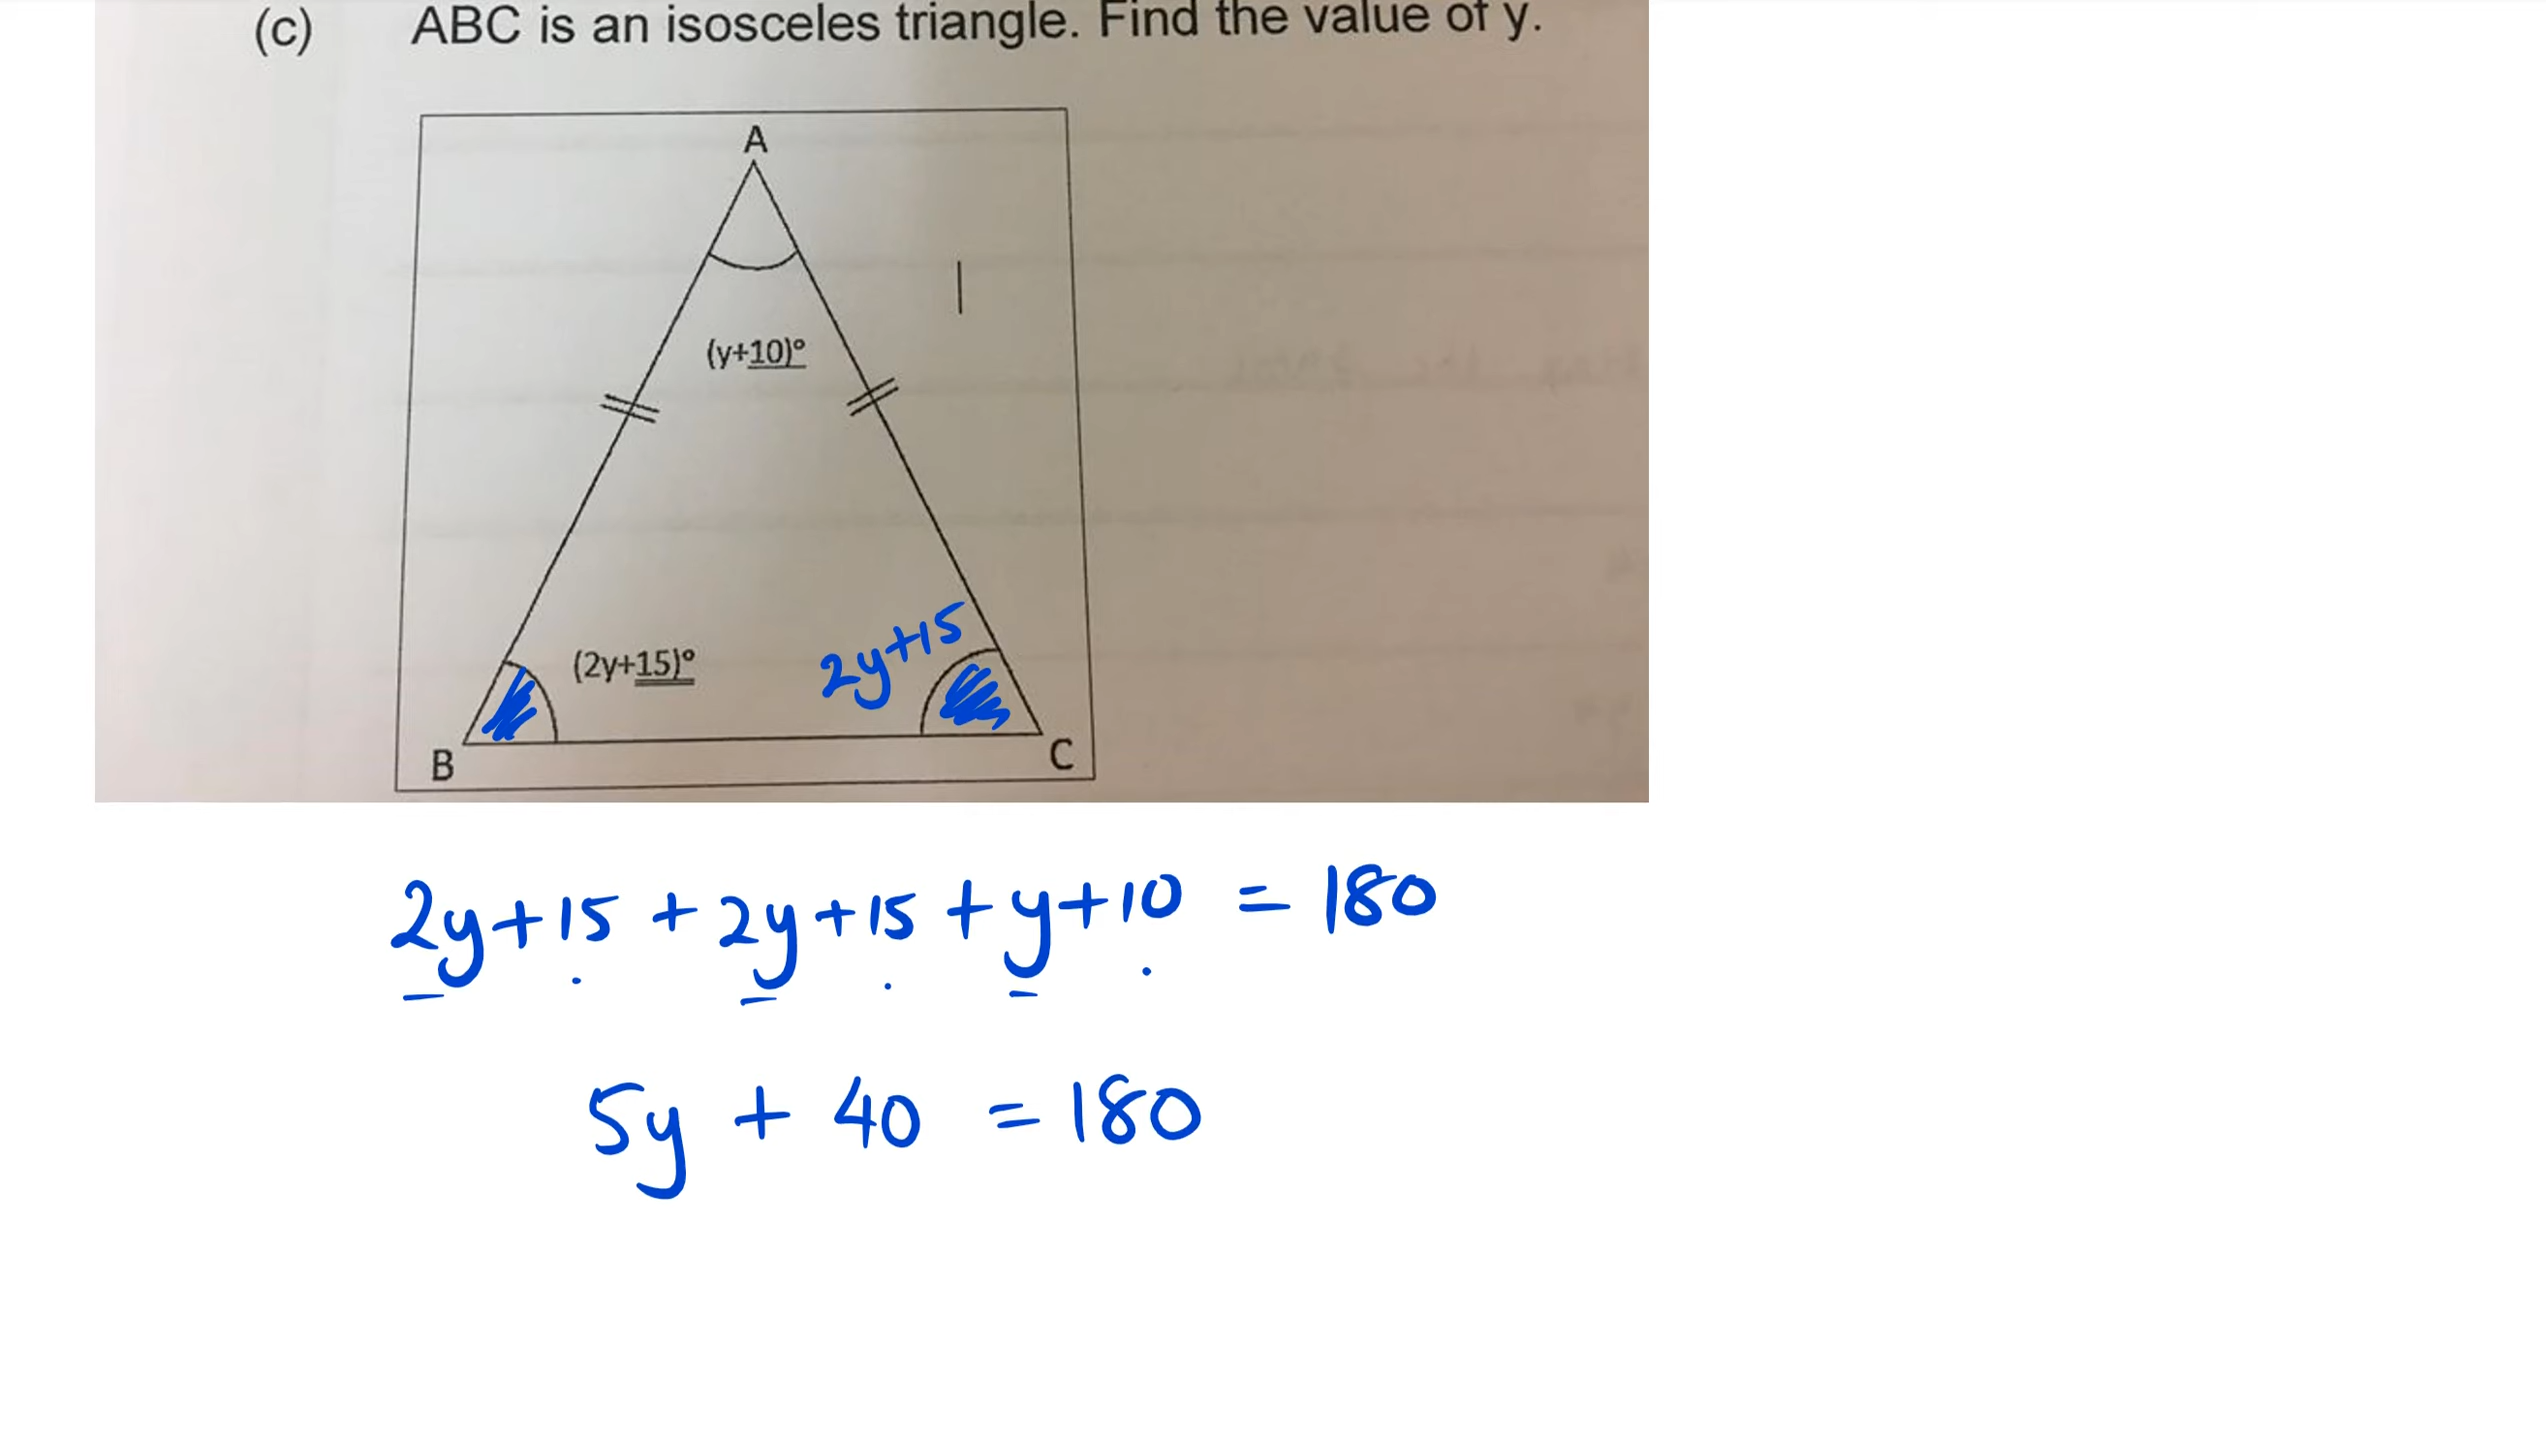 (c) ABC is an isosceles triangle. Find the value of y.
A
(y+10)°
2y+15
(2y+15)°
B
C
2y+15 + 2y+15 + y+10 = 180
5y + 40 = 180